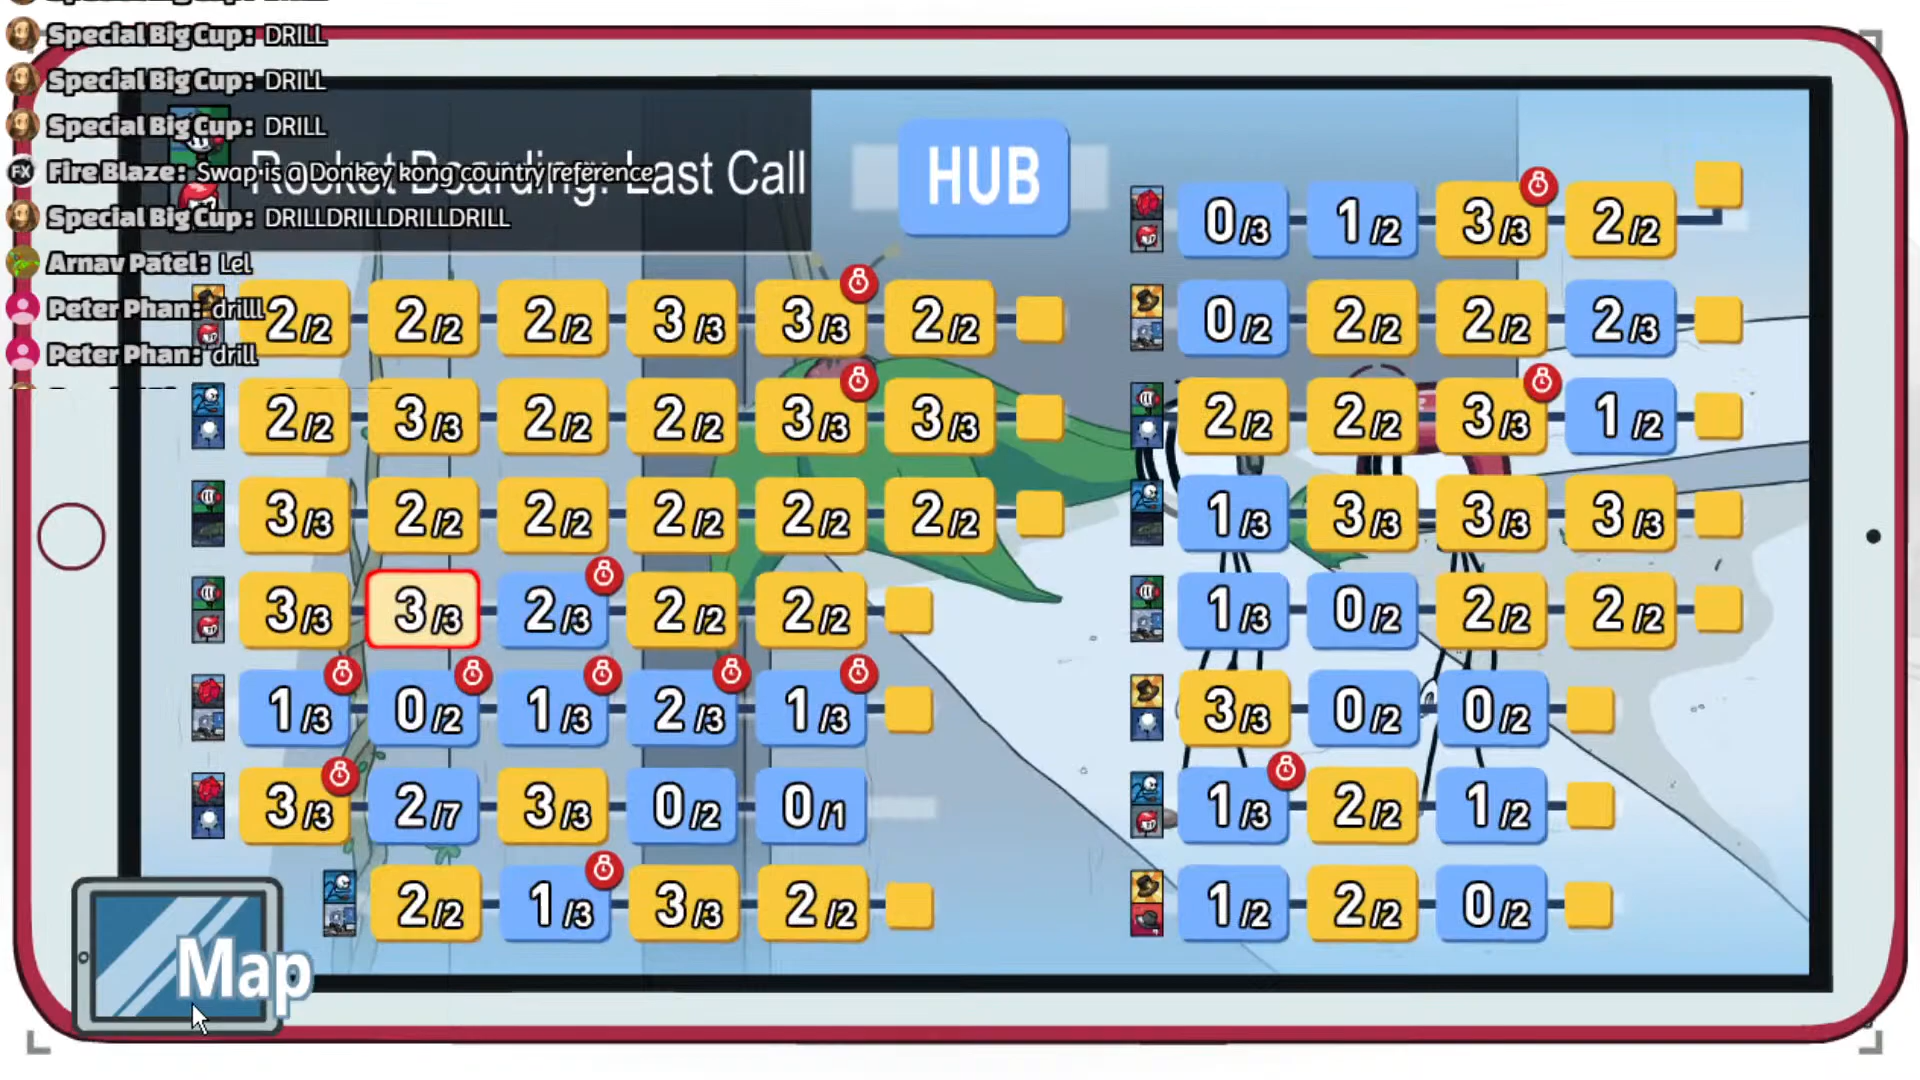 Special Big Cup: DRILL
Special Big Cup: DRILL
Special Big Cup: DRILL
Fire Blaze: Swap is a Donkey kong country reference
Rocket Boarding: Last Call
HUB
Special Big Cup: DRILLDRILLDRILLDRILL
Arnav Patel: Lel
Peter Phan: drilll
Peter Phan: drill
2/2 2/2 2/2 3/3 3/3 2/2
2/2 3/3 2/2 2/2 3/3 3/3
3/3 2/2 2/2 2/2 2/2 2/2
3/3 3/3 2/3 2/2 2/2
1/3 0/2 1/3 2/3 1/3
3/3 2/7 3/3 0/2 0/1
2/2 1/3 3/3 2/2
0/3 1/2 3/3 2/2
0/2 2/2 2/2 2/3
2/2 2/2 3/3 1/2
1/3 3/3 3/3 3/3
1/3 0/2 2/2 2/2
3/3 0/2 0/2
1/3 2/2 1/2
1/2 2/2 0/2
Map